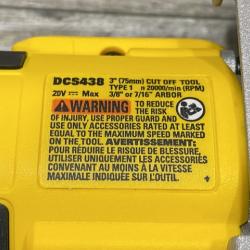 DCS438 3" (75mm) CUT OFF TOOL
TYPE 1 n 20000/min (RPM)
20V ⎓ Max 3/8" or 7/16" ARBOR
WARNING TO REDUCE
THE RISK
OF INJURY, USE PROPER GUARD AND
USE ONLY ACCESSORIES RATED AT LEAST
EQUAL TO MAXIMUM SPEED MARKED
ON THE TOOL. AVERTISSEMENT:
POUR RÉDUIRE LE RISQUE DE BLESSURE,
UTILISER UNIQUEMENT DES ACCESSOIRES
CONVENANT AU MOINS À LA VITESSE
MAXIMALE INDIQUÉE SUR L'OUTIL.